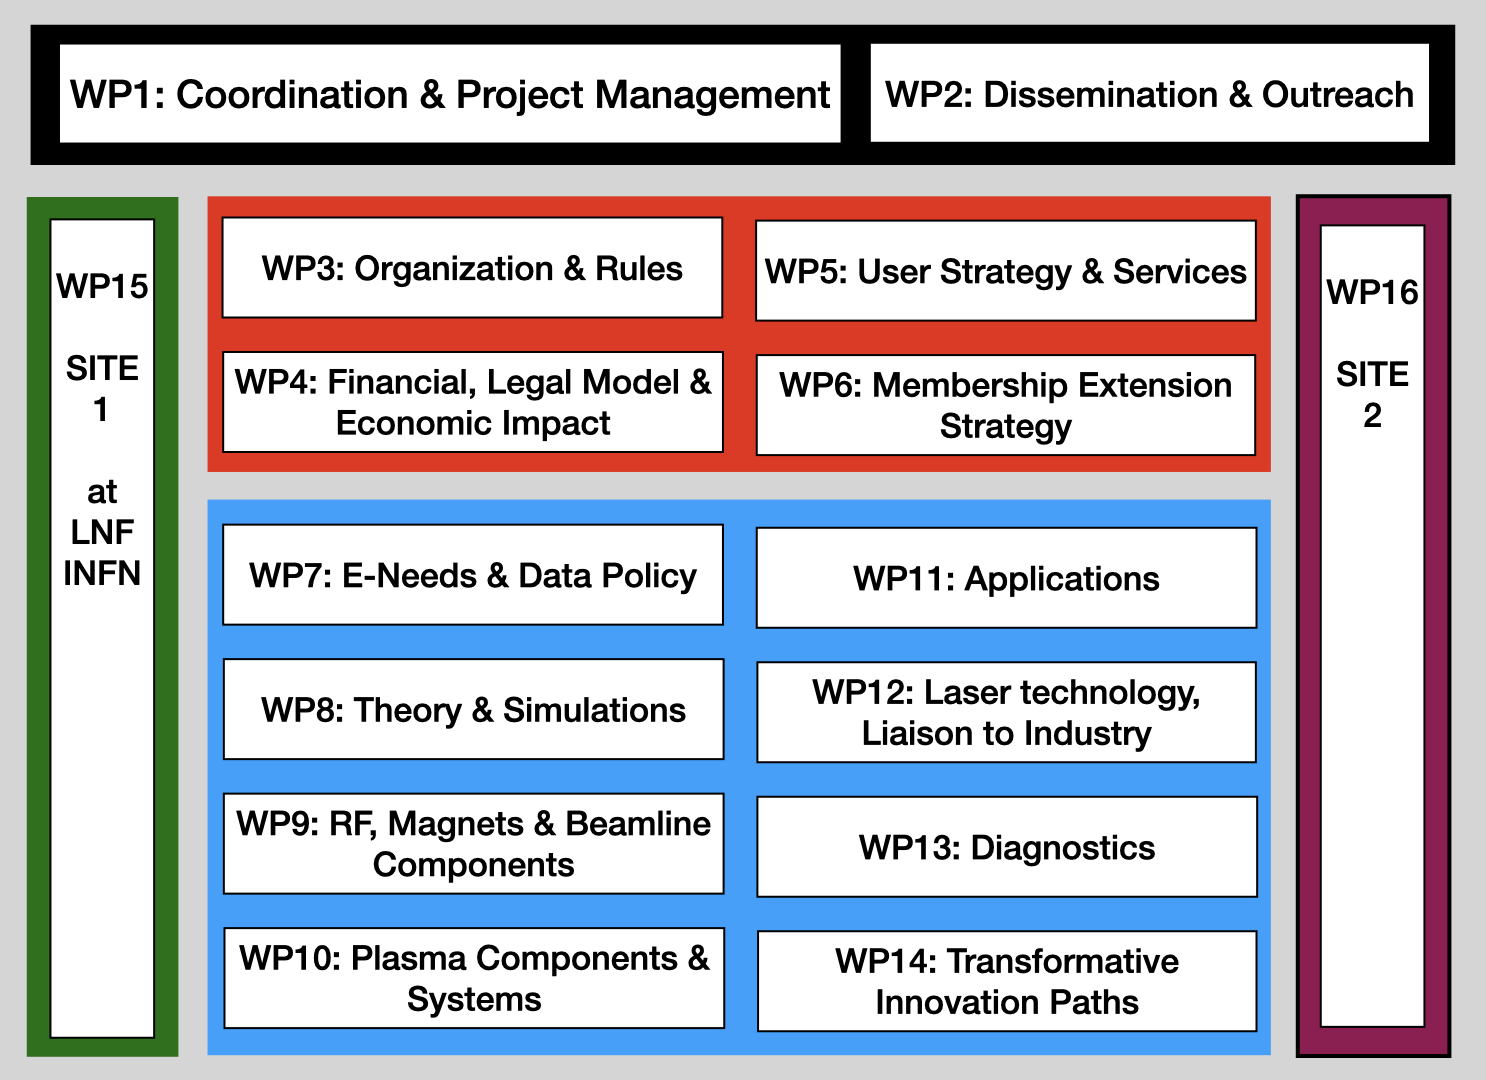 WP1: Coordination & Project Management
WP2: Dissemination & Outreach
WP15
SITE
1
at
LNF
INFN
WP3: Organization & Rules
WP5: User Strategy & Services
WP4: Financial, Legal Model &
Economic Impact
WP6: Membership Extension
Strategy
WP7: E-Needs & Data Policy
WP11: Applications
WP8: Theory & Simulations
WP12: Laser technology,
Liaison to Industry
WP9: RF, Magnets & Beamline
Components
WP13: Diagnostics
WP10: Plasma Components &
Systems
WP14: Transformative
Innovation Paths
WP16
SITE
2